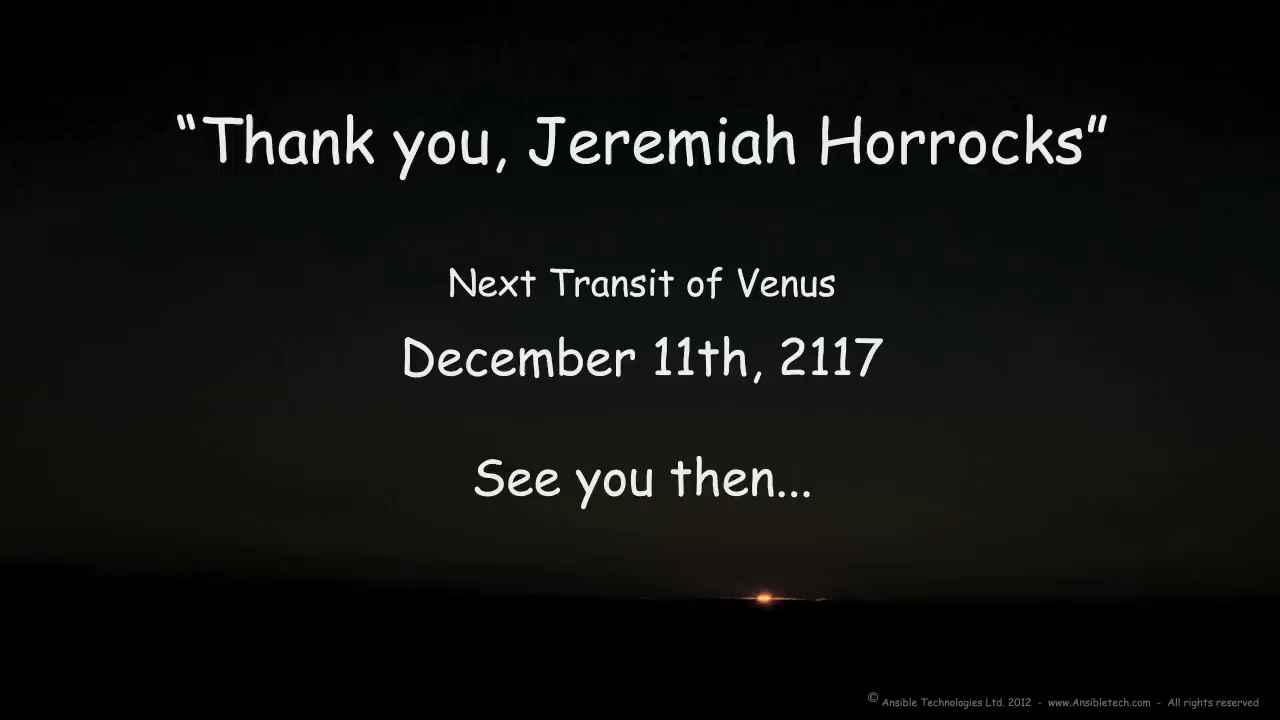 “Thank you, Jeremiah Horrocks”
Next Transit of Venus
December 11th, 2117
See you then...
© Ansible Technologies Ltd. 2012 - www.Ansibletech.com - All rights reserved